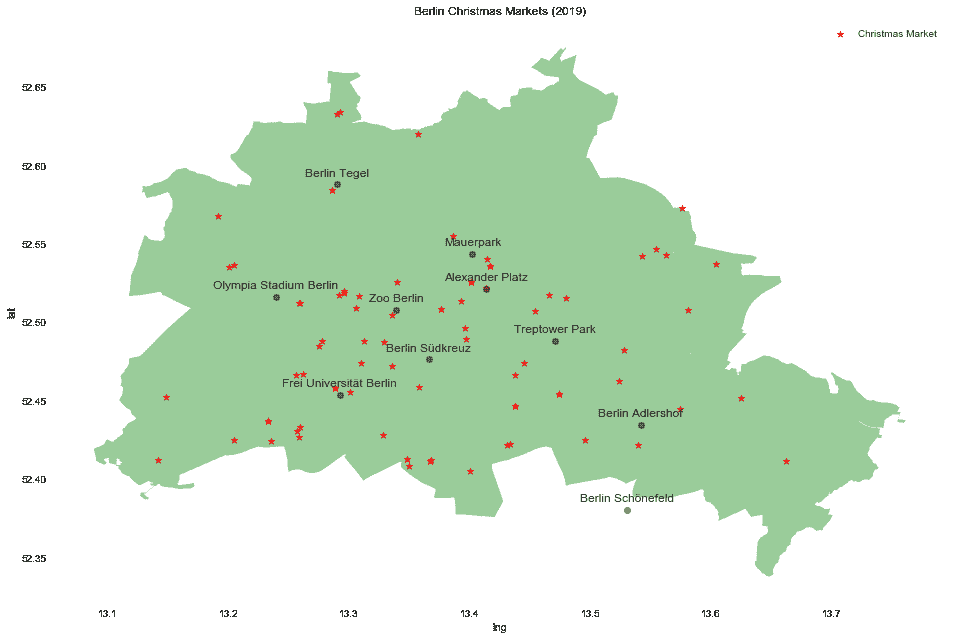 Berlin Christmas Markets (2019)
Christmas Market
52.65
52.60
Berlin Tegel
52.55
Mauerpark
Alexander Platz
Olympia Stadium Berlin
Zoo Berlin
lat
52.50
Treptower Park
Berlin Südkreuz
Frei Universität Berlin
52.45
Berlin Adlershof
52.40
Berlin Schönefeld
52.35
13.1 13.2 13.3 13.4 13.5 13.6 13.7
lng